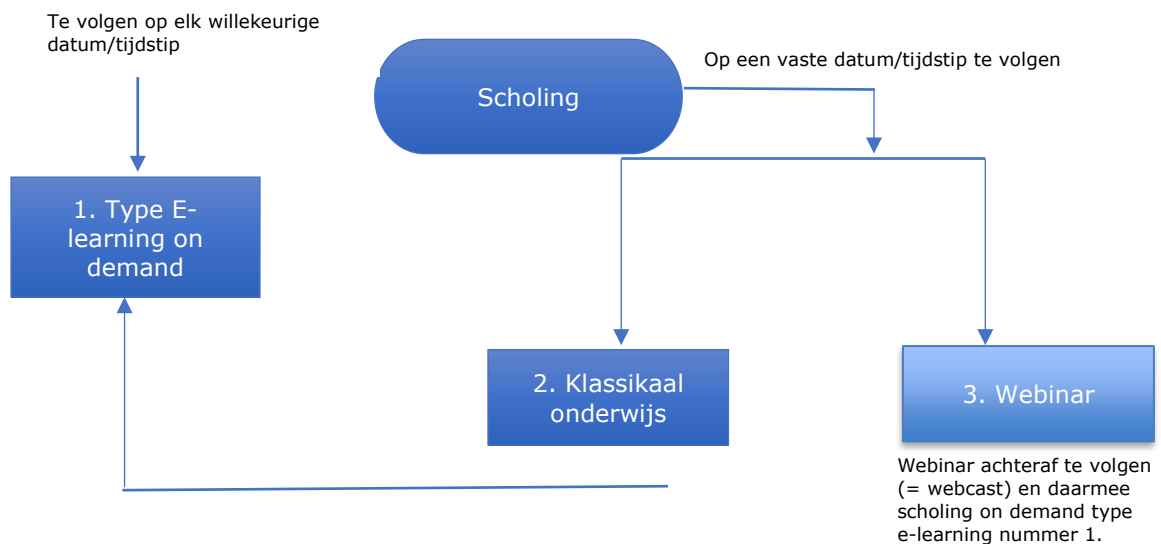 Te volgen op elk willekeurige
datum/tijdstip
Op een vaste datum/tijdstip te volgen
Scholing
1. Type E-
learning on
demand
2. Klassikaal
onderwijs
3. Webinar
Webinar achteraf te volgen
(= webcast) en daarmee
scholing on demand type
e-learning nummer 1.